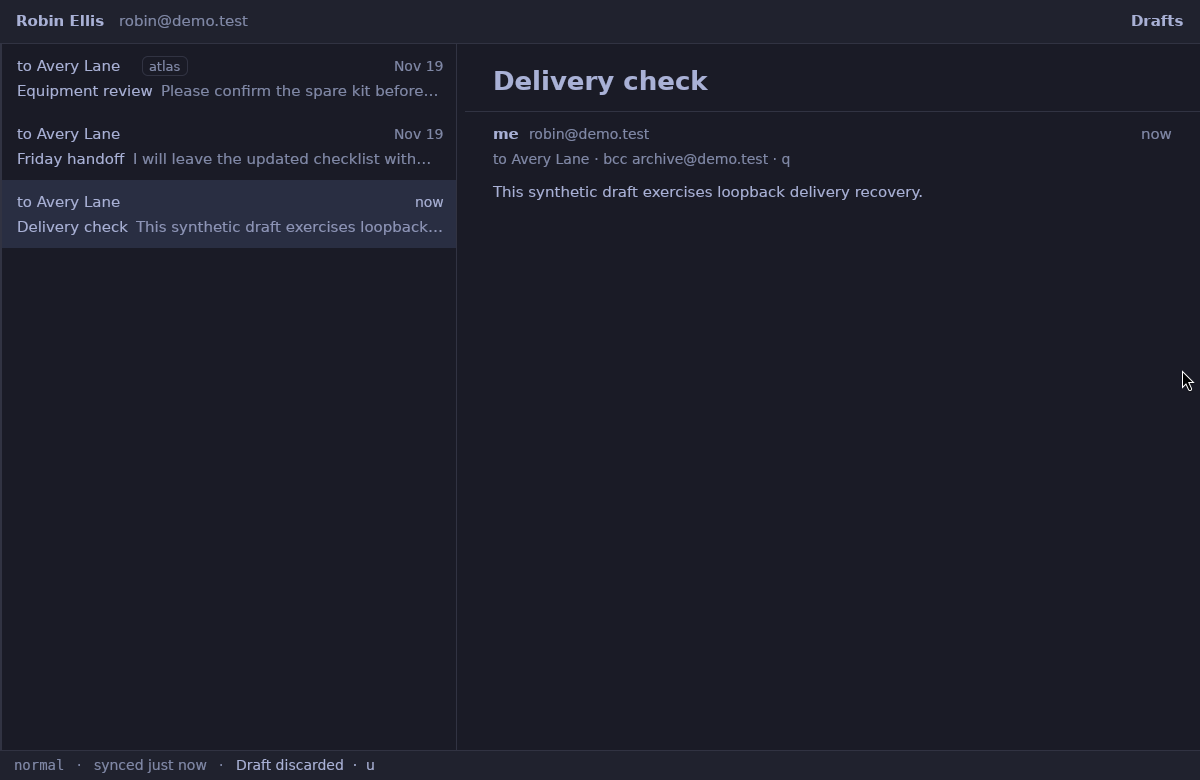 Robin Ellis robin@demo.test Drafts
to Avery Lane atlas Nov 19
Equipment review Please confirm the spare kit before…
to Avery Lane Nov 19
Friday handoff I will leave the updated checklist with…
to Avery Lane now
Delivery check This synthetic draft exercises loopback…
Delivery check
me robin@demo.test now
to Avery Lane · bcc archive@demo.test · q
This synthetic draft exercises loopback delivery recovery.
normal · synced just now · Draft discarded · u